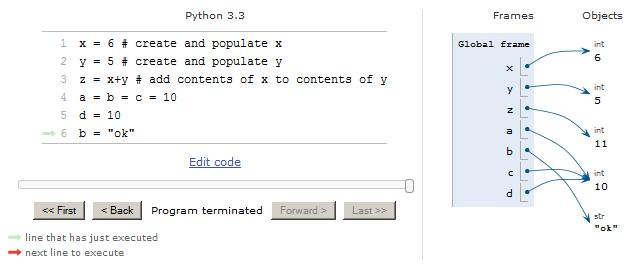 Python 3.3
1 x = 6 # create and populate x
2 y = 5 # create and populate y
3 z = x+y # add contents of x to contents of y
4 a = b = c = 10
5 d = 10
6 b = "ok"
Edit code
<< First < Back Program terminated Forward > Last >>
line that has just executed
next line to execute
Frames Objects
Global frame
x
y
z
a
b
c
d
int
6
int
5
int
11
int
10
str
"ok"